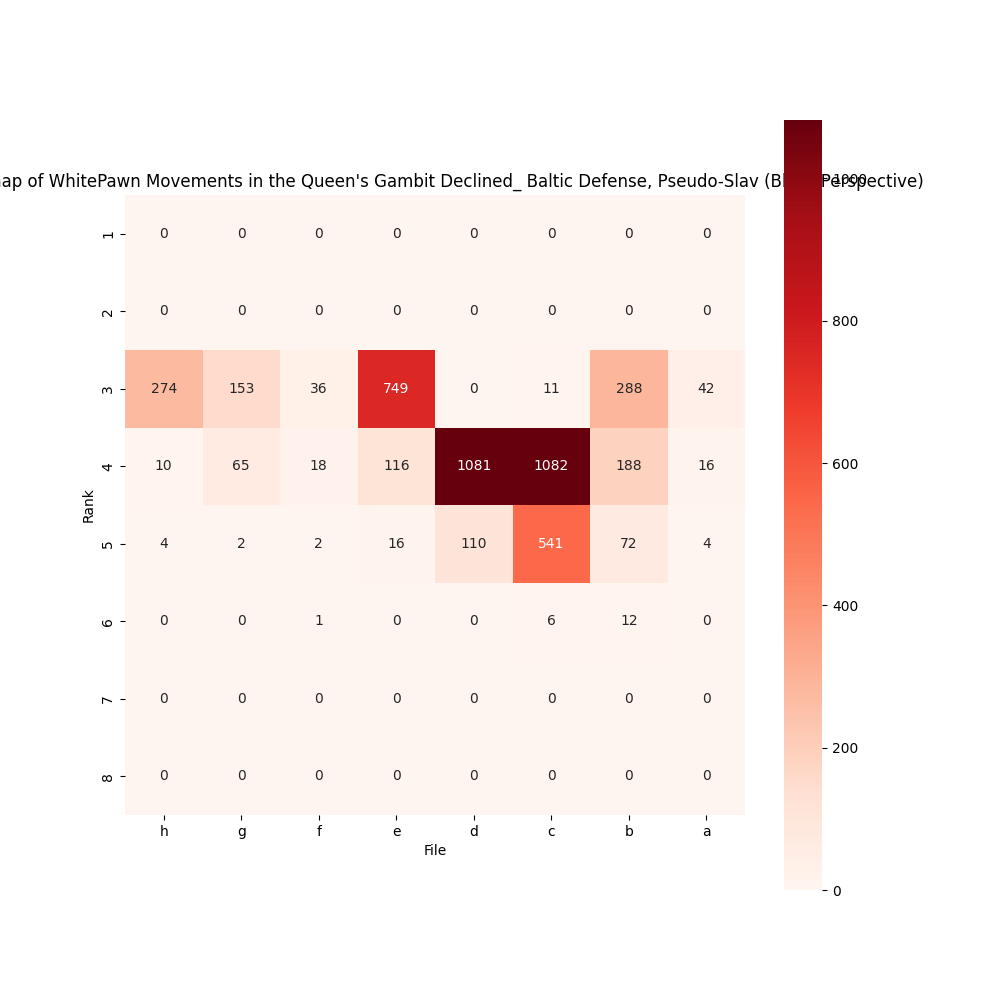 ap of WhitePawn Movements in the Queen's Gambit Declined_ Baltic Defense, Pseudo-Slav (Bl Perspective)
1000
1 0 0 0 0 0 0 0 0
2 0 0 0 0 0 0 0 0
800
3 274 153 36 749 0 11 288 42
4 10 65 18 116 1081 1082 188 16
600
Rank
5 4 2 2 16 110 541 72 4
400
6 0 0 1 0 0 6 12 0
7 0 0 0 0 0 0 0 0
200
8 0 0 0 0 0 0 0 0
h g f e d c b a
File
0